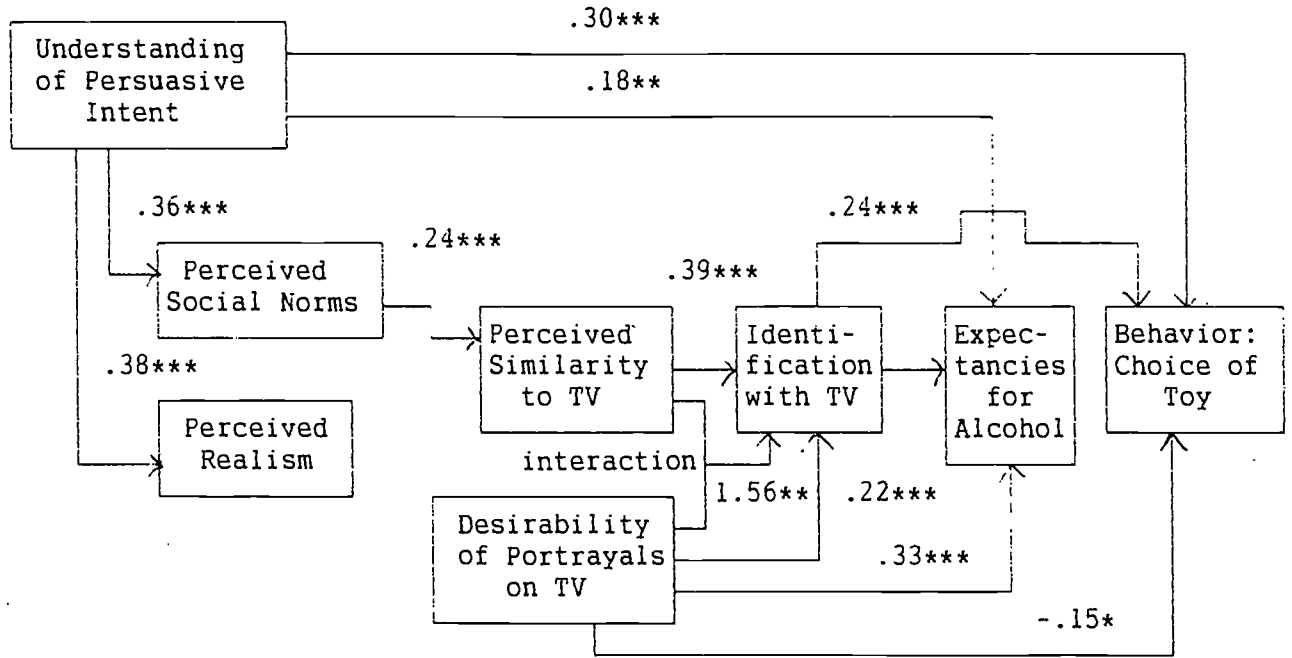 .30***
Understanding
of Persuasive
Intent
.18**
.36***
.24***
.24***
Perceived
Social Norms
.39***
Perceived
Similarity
to TV
Identi-
fication
with TV
Expec-
tancies
for
Alcohol
Behavior:
Choice of
Toy
.38***
Perceived
Realism
interaction
1.56**
.22***
Desirability
of Portrayals
on TV
.33***
-.15*